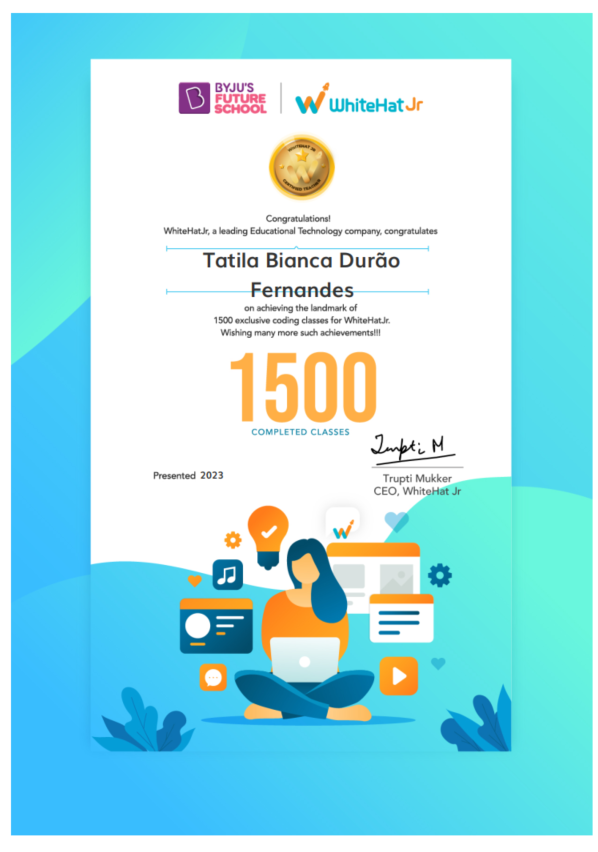 BYJU'S
FUTURE
SCHOOL
WhiteHat Jr
WHITEHAT JR
CERTIFIED TRAINER
Congratulations!
WhiteHatJr, a leading Educational Technology company, congratulates
Tatila Bianca Durão
Fernandes
on achieving the landmark of
1500 exclusive coding classes for WhiteHatJr.
Wishing many more such achievements!!!
1500
COMPLETED CLASSES
Trupti M
Presented 2023
Trupti Mukker
CEO, WhiteHat Jr